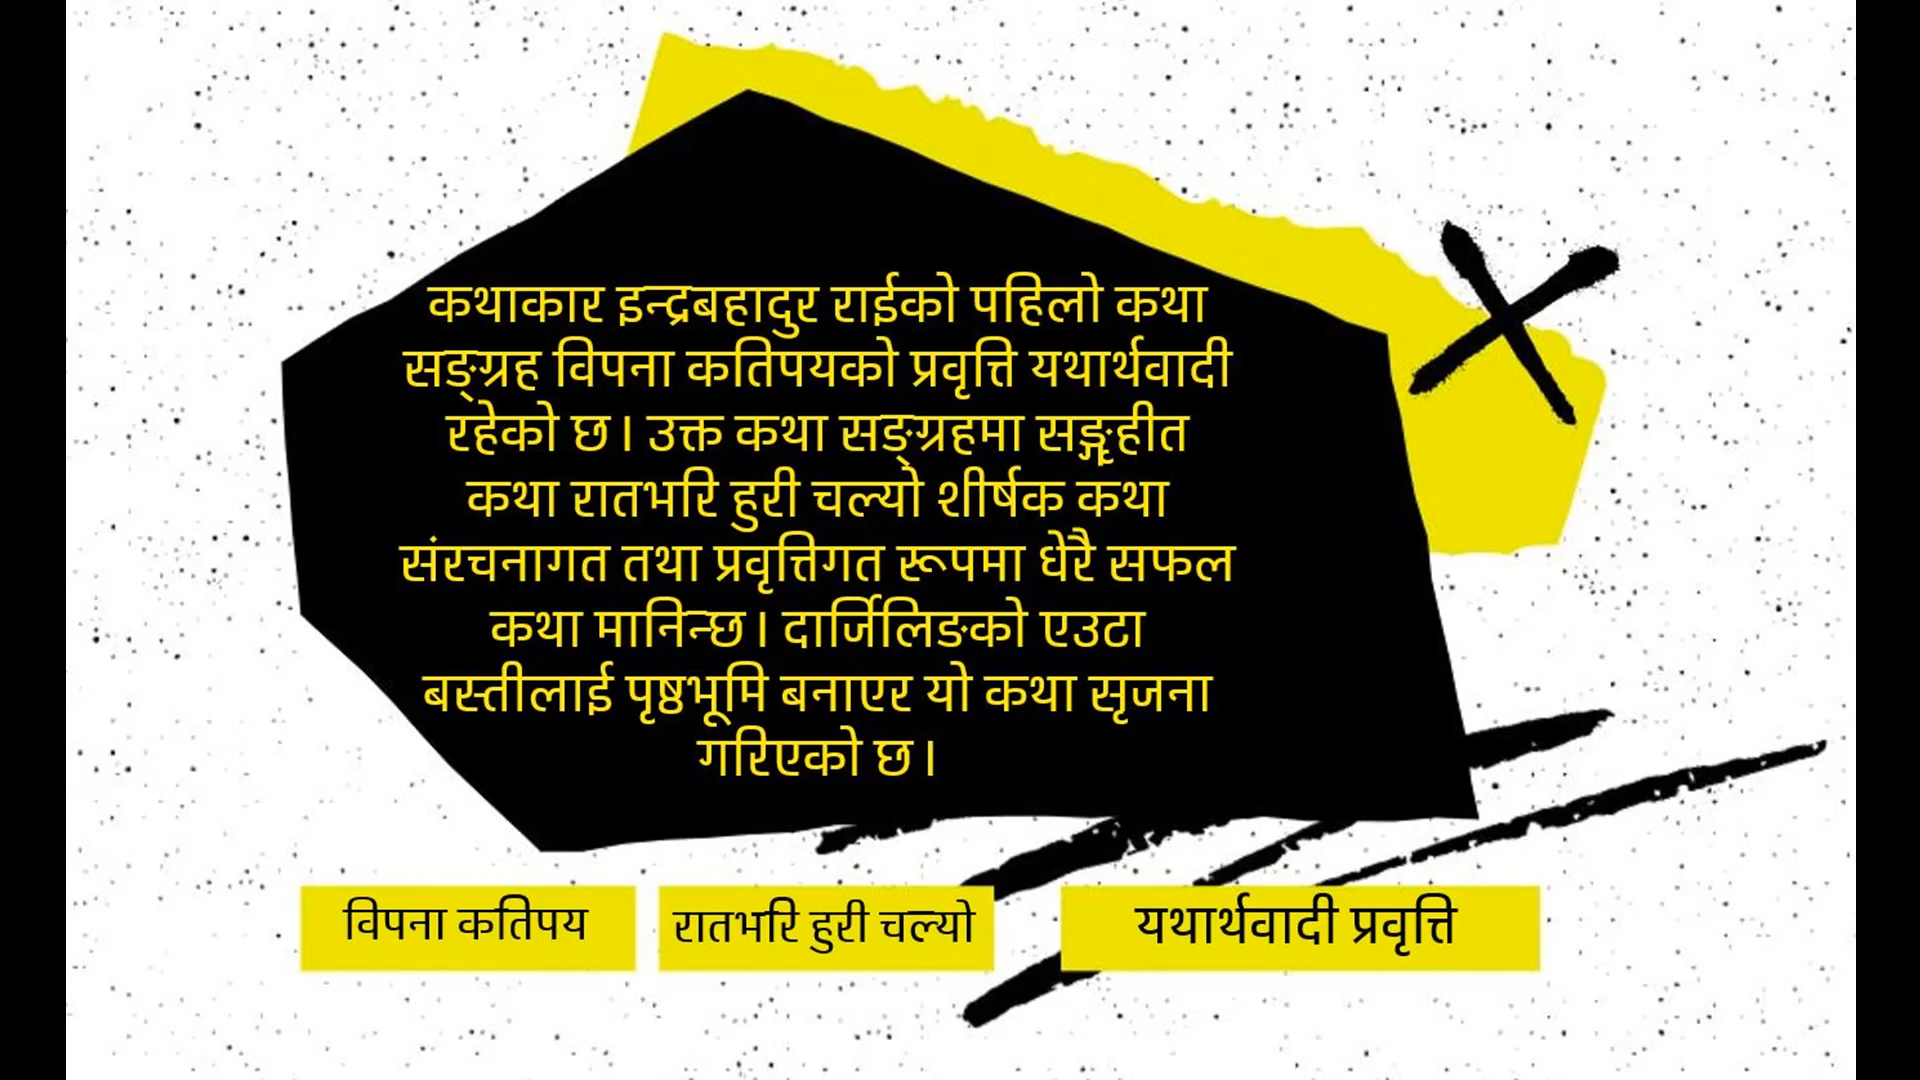 कथाकार इन्द्रबहादुर राईको पहिलो कथा
सङ्ग्रह विपना कतिपयको प्रवृत्ति यथार्थवादी
रहेको छ । उक्त कथा सङ्ग्रहमा सङ्गृहीत
कथा रातभरि हुरी चल्यो शीर्षक कथा
संरचनागत तथा प्रवृत्तिगत रूपमा धेरै सफल
कथा मानिन्छ । दार्जिलिङको एउटा
बस्तीलाई पृष्ठभूमि बनाएर यो कथा सृजना
गरिएको छ ।
विपना कतिपय
रातभरि हुरी चल्यो
यथार्थवादी प्रवृत्ति